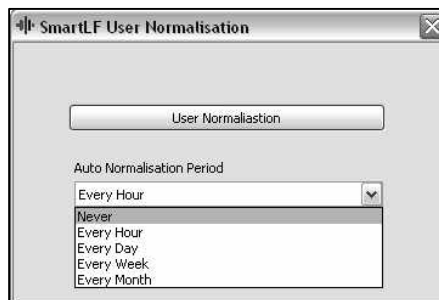 SmartLF User Normalisation
User Normaliastion
Auto Normalisation Period
Every Hour
Never
Every Hour
Every Day
Every Week
Every Month